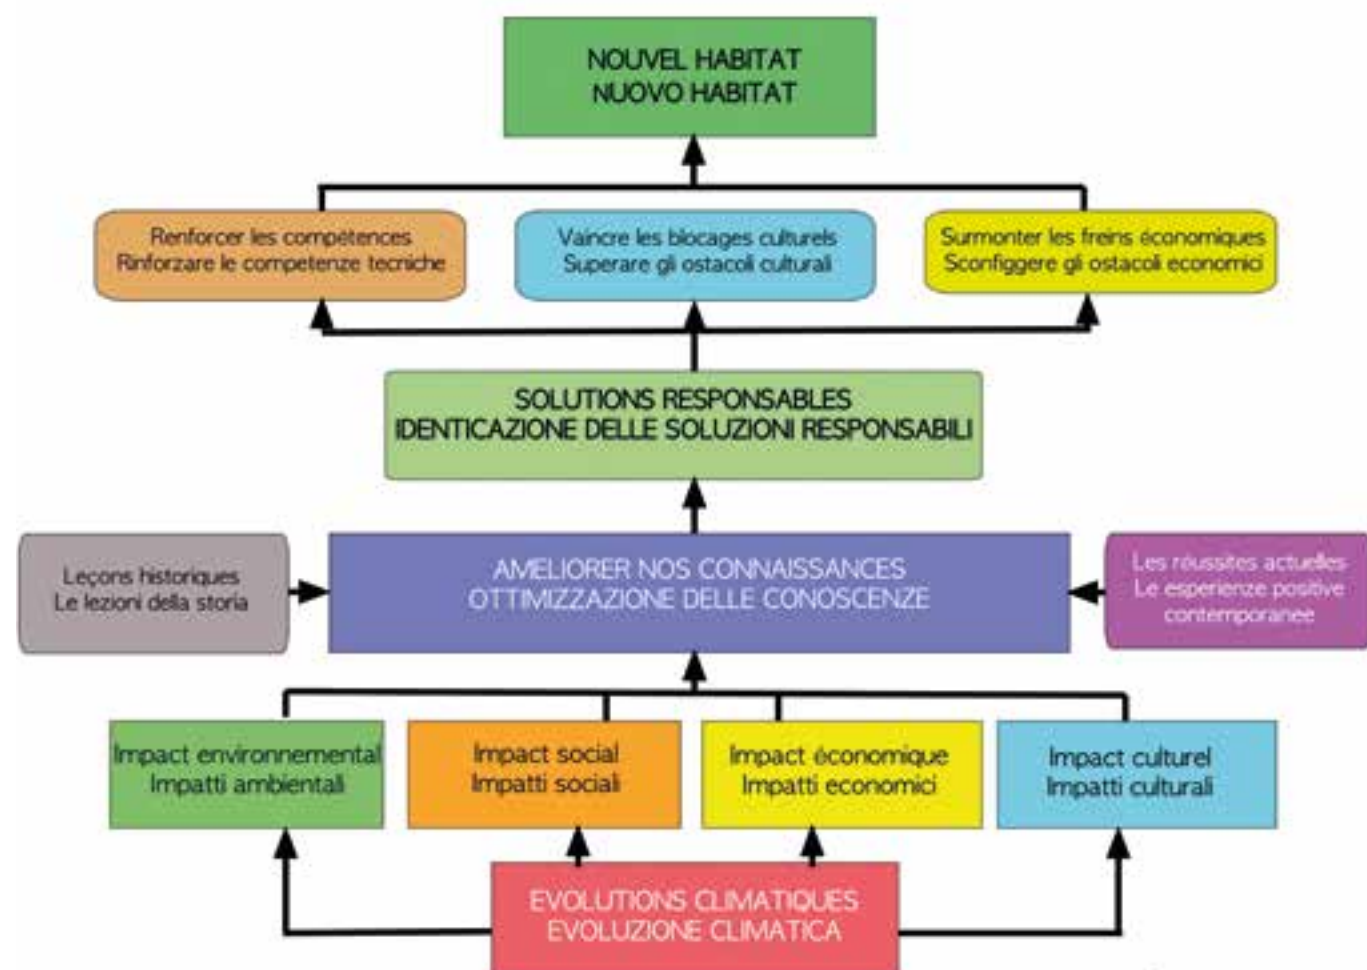 NOUVEL HABITAT
NUOVO HABITAT
Renforcer les compétences
Rinforzare le competenze tecniche
Vaincre les blocages culturels
Superare gli ostacoli culturali
Surmonter les freins économiques
Sconfiggere gli ostacoli economici
SOLUTIONS RESPONSABLES
IDENTICAZIONE DELLE SOLUZIONI RESPONSABILI
Leçons historiques
Le lezioni della storia
AMELIORER NOS CONNAISSANCES
OTTIMIZZAZIONE DELLE CONOSCENZE
Les réussites actuelles
Le esperienze positive
contemporanee
Impact environnemental
Impatti ambientali
Impact social
Impatti sociali
Impact économique
Impatti economici
Impact culturel
Impatti culturali
EVOLUTIONS CLIMATIQUES
EVOLUZIONE CLIMATICA